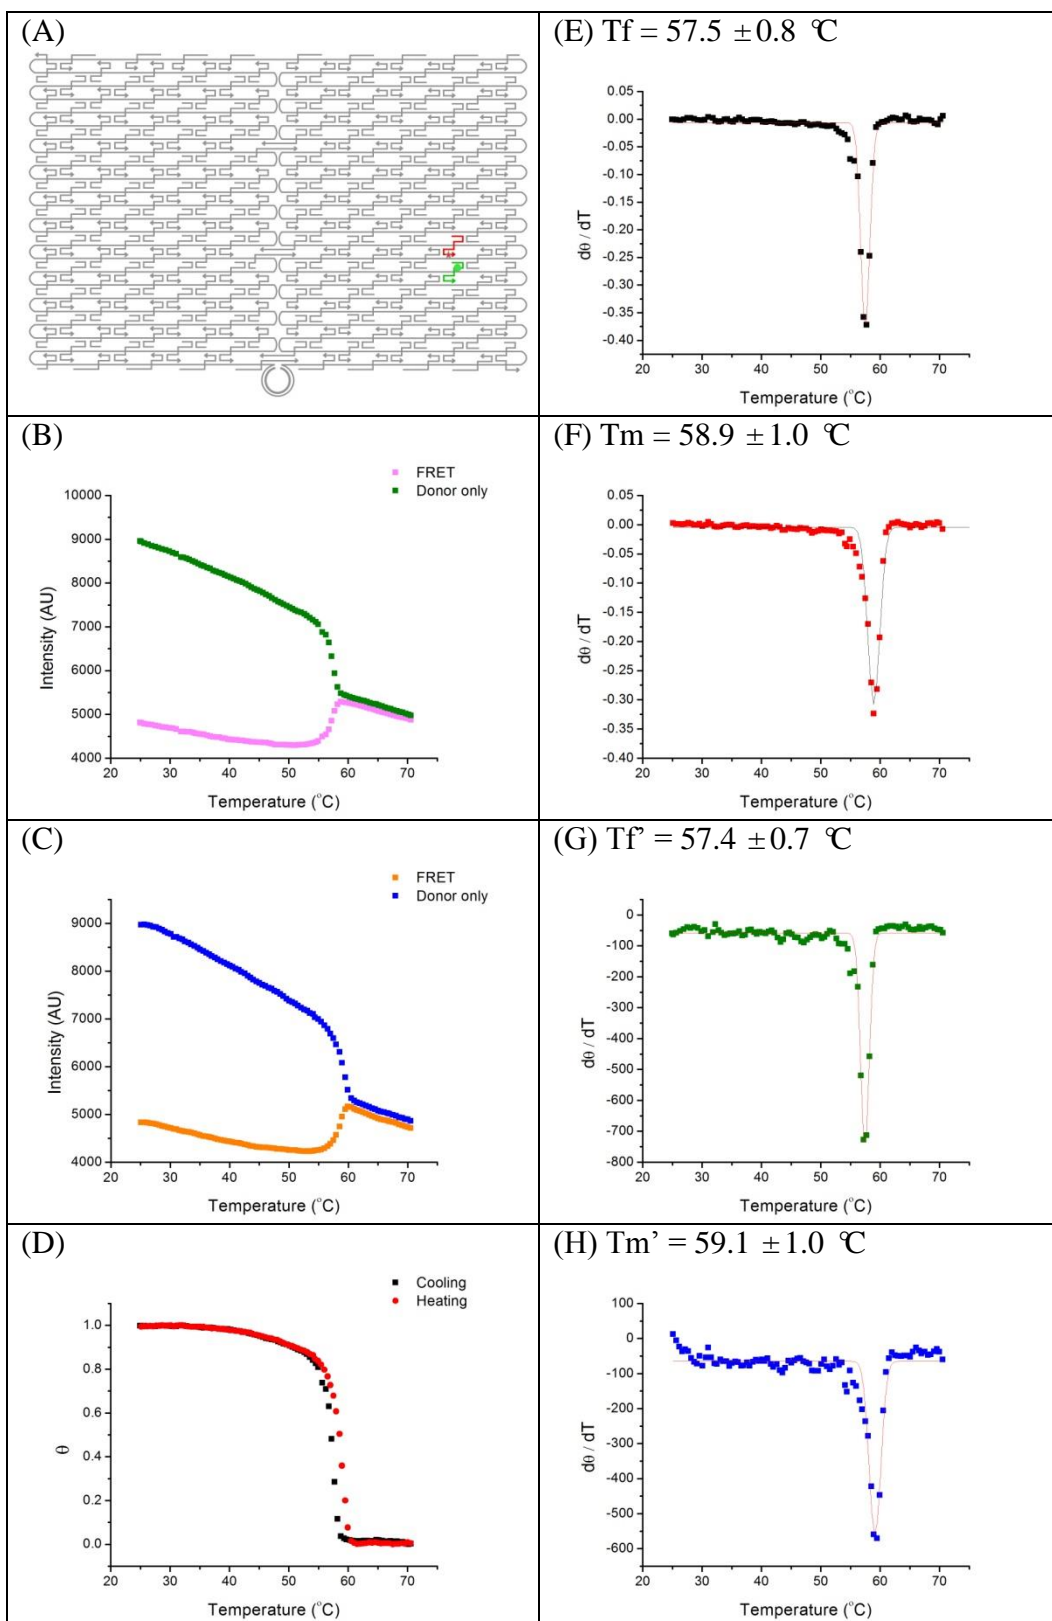 (A)
(E) Tf = 57.5 ±0.8 ℃
0.05
0.00
-0.05
-0.10
-0.15
-0.20
-0.25
-0.30
-0.35
-0.40
dθ / dT
20 30 40 50 60 70
Temperature (°C)
(B)
FRET
Donor only
10000
9000
8000
7000
6000
5000
4000
Intensity (AU)
20 30 40 50 60 70
Temperature (°C)
(F) Tm = 58.9 ±1.0 ℃
0.05
0.00
-0.05
-0.10
-0.15
-0.20
-0.25
-0.30
-0.35
-0.40
dθ / dT
20 30 40 50 60 70
Temperature (°C)
(C)
FRET
Donor only
9000
8000
7000
6000
5000
4000
Intensity (AU)
20 30 40 50 60 70
Temperature (°C)
(G) Tf’ = 57.4 ±0.7 ℃
0
-100
-200
-300
-400
-500
-600
-700
-800
dθ / dT
20 30 40 50 60 70
Temperature (°C)
(D)
Cooling
Heating
1.0
0.8
0.6
0.4
0.2
0.0
θ
20 30 40 50 60 70
Temperature (°C)
(H) Tm’ = 59.1 ±1.0 ℃
100
0
-100
-200
-300
-400
-500
-600
dθ / dT
20 30 40 50 60 70
Temperature (°C)